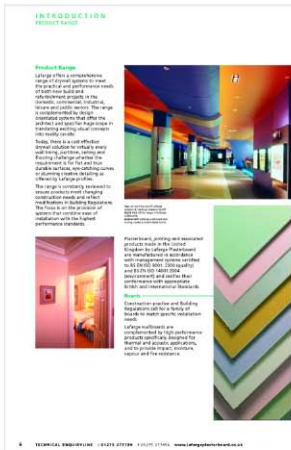 INTRODUCTION
PRODUCT RANGE
Product Range
Lafarge offers a comprehensive
range of drywall systems to meet
the practical and performance needs
of both new build and
refurbishment projects in the
domestic, commercial, industrial,
leisure and public sectors. The range
is complemented by design
orientated systems that offer the
architect and specifier huge scope in
translating exciting visual concepts
into reality on-site.
Today, there is a cost effective
drywall solution to virtually every
wall lining, partition, ceiling and
flooring challenge whether the
requirement is for flat and true
durable surfaces, eye-catching curves
or stunning creative detailing as
offered by Lafarge profiles.
The range is constantly reviewed to
ensure products meet changing
construction needs and reflect
modifications in Building Regulations.
The focus is on the provision of
systems that combine ease of
installation with the highest
performance standards.
Plasterboard, jointing and associated
products made in the United
Kingdom by Lafarge Plasterboard
are manufactured in accordance
with management systems certified
to BS EN ISO 9001: 2000 (quality)
and BS EN ISO 14001:2004
(environment) and verifies their
conformance with appropriate
British and International Standards.
Boards
Construction practice and Building
Regulations call for a family of
boards to match specific installation
needs.
Lafarge wallboards are
complemented by high performance
products specifically designed for
thermal and acoustic applications,
and to provide impact, moisture,
vapour and fire resistance.
TECHNICAL ENQUIRYLINE www.lafargeplasterboard.co.uk